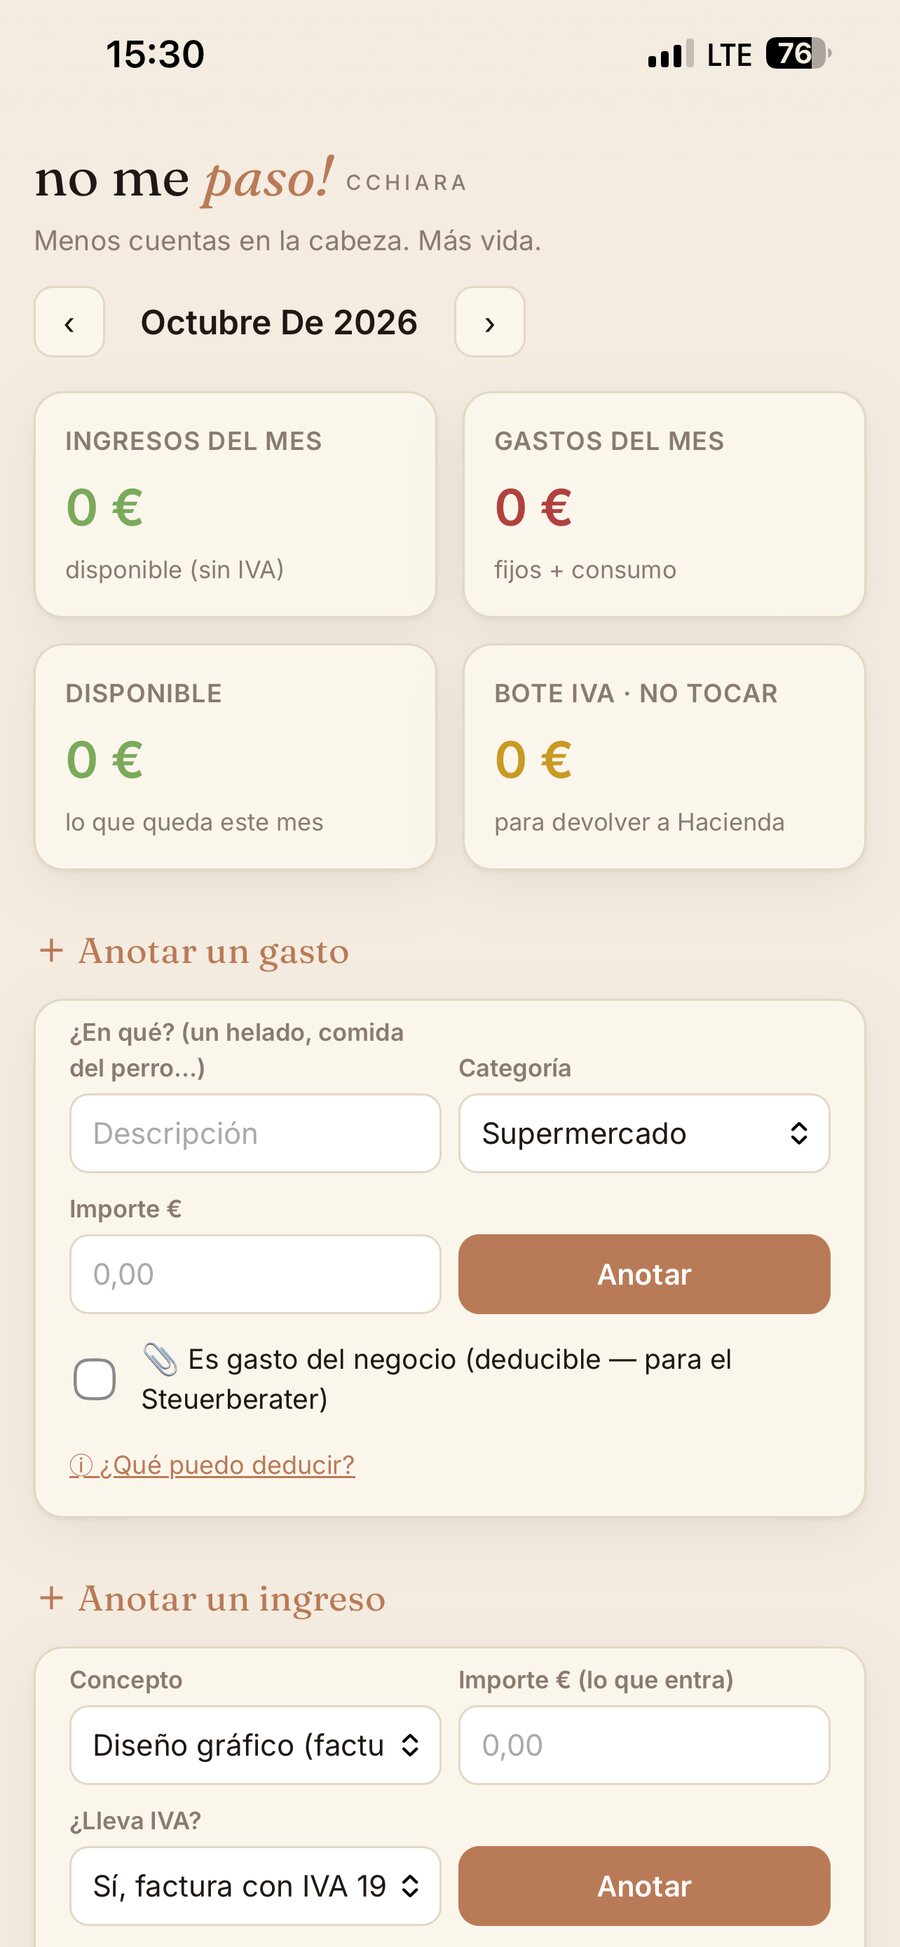 15:30
LTE 76
no me paso! CCHIARA
Menos cuentas en la cabeza. Más vida.
‹ Octubre De 2026 ›
INGRESOS DEL MES
0 €
disponible (sin IVA)
GASTOS DEL MES
0 €
fijos + consumo
DISPONIBLE
0 €
lo que queda este mes
BOTE IVA · NO TOCAR
0 €
para devolver a Hacienda
+ Anotar un gasto
¿En qué? (un helado, comida
del perro...)
Descripción
Categoría
Supermercado
Importe €
0,00
Anotar
📎 Es gasto del negocio (deducible — para el
Steuerberater)
ⓘ ¿Qué puedo deducir?
+ Anotar un ingreso
Concepto
Diseño gráfico (factu
Importe € (lo que entra)
0,00
¿Lleva IVA?
Sí, factura con IVA 19
Anotar